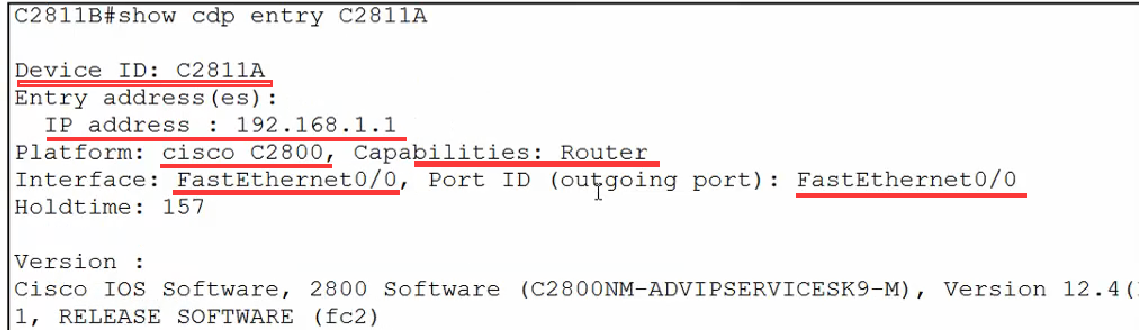 C2811B#show cdp entry C2811A
Device ID: C2811A
Entry address(es):
IP address : 192.168.1.1
Platform: cisco C2800, Capabilities: Router
Interface: FastEthernet0/0, Port ID (outgoing port): FastEthernet0/0
Holdtime: 157
Version :
Cisco IOS Software, 2800 Software (C2800NM-ADVIPSERVICESK9-M), Version 12.4(
1, RELEASE SOFTWARE (fc2)